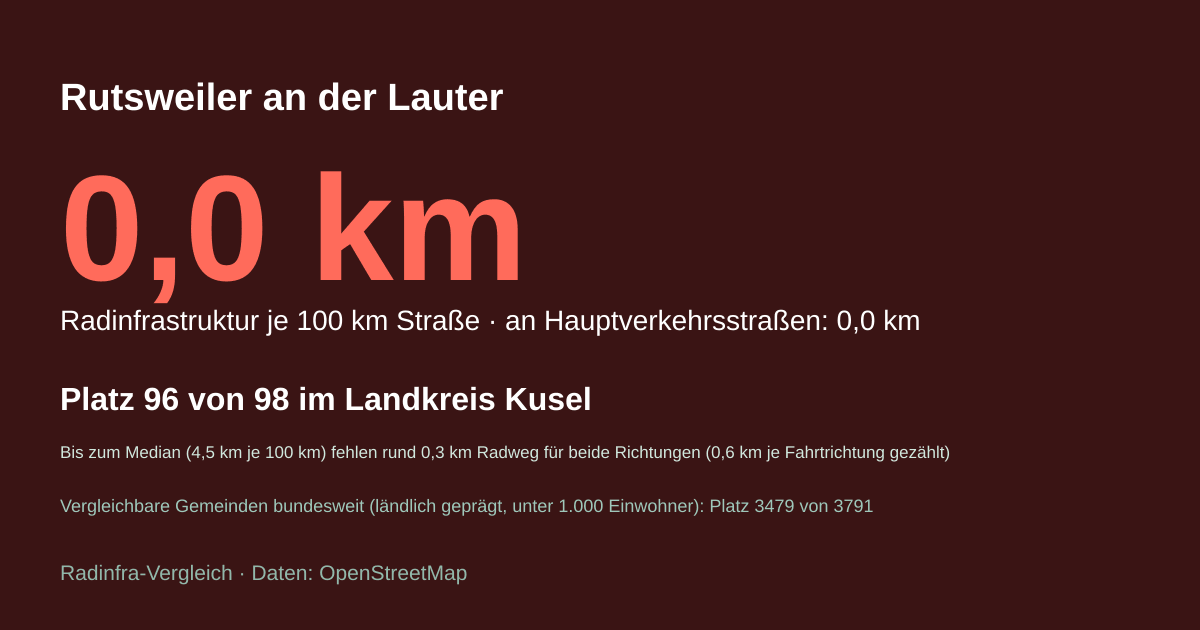 Rutsweiler an der Lauter
0,0 km
Radinfrastruktur je 100 km Straße · an Hauptverkehrsstraßen: 0,0 km
Platz 96 von 98 im Landkreis Kusel
Bis zum Median (4,5 km je 100 km) fehlen rund 0,3 km Radweg für beide Richtungen (0,6 km je Fahrtrichtung gezählt)
Vergleichbare Gemeinden bundesweit (ländlich geprägt, unter 1.000 Einwohner): Platz 3479 von 3791
Radinfra-Vergleich · Daten: OpenStreetMap